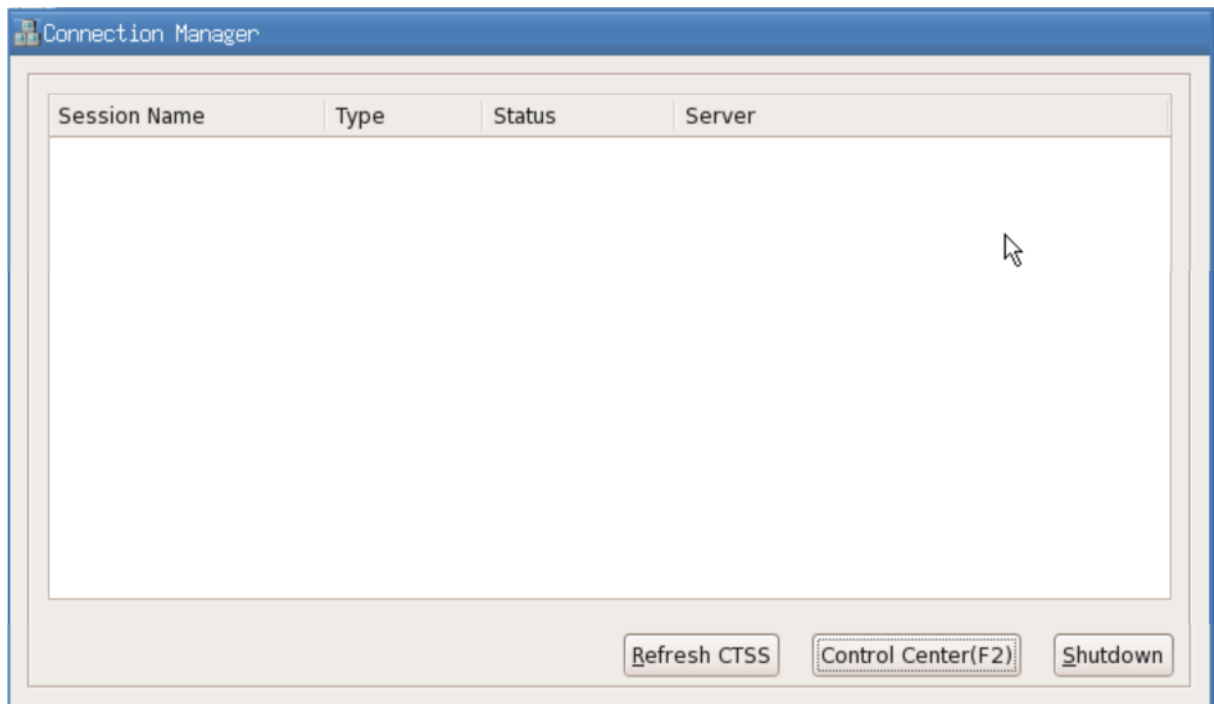 Connection Manager
Session Name Type Status Server
Refresh CTSS Control Center(F2) Shutdown